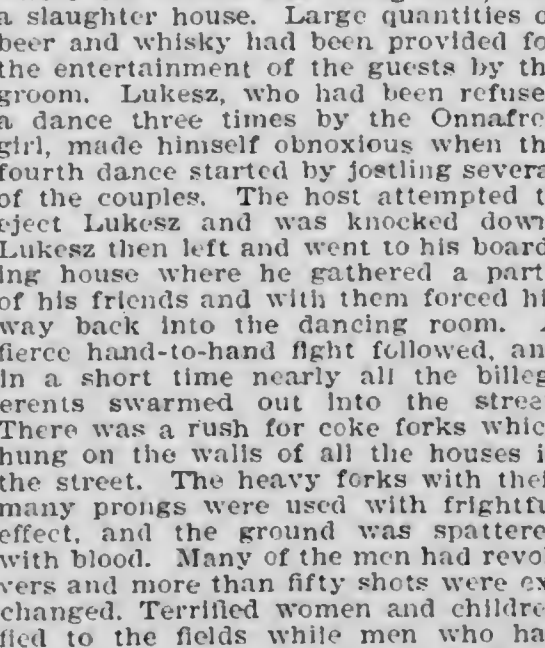 a slaughter house. Large quantities o
beer and whisky had been provided fo
the entertainment of the guests by th
groom. Lukesz, who had been refuse
a dance three times by the Onnafre
girl, made himself obnoxious when th
fourth dance started by jostling severa
of the couples. The host attempted t
eject Lukesz and was knocked down
Lukesz then left and went to his board
ing house where he gathered a part
of his friends and with them forced hi
way back into the dancing room.
fierce hand-to-hand fight followed, an
in a short time nearly all the billeg
erents swarmed out into the stree
There was a rush for coke forks whic
hung on the walls of all the houses i
the street. The heavy forks with thei
many prongs were used with frightfu
effect, and the ground was spattere
with blood. Many of the men had revol
vers and more than fifty shots were ex
changed. Terrified women and childre
fled to the fields while men who ha